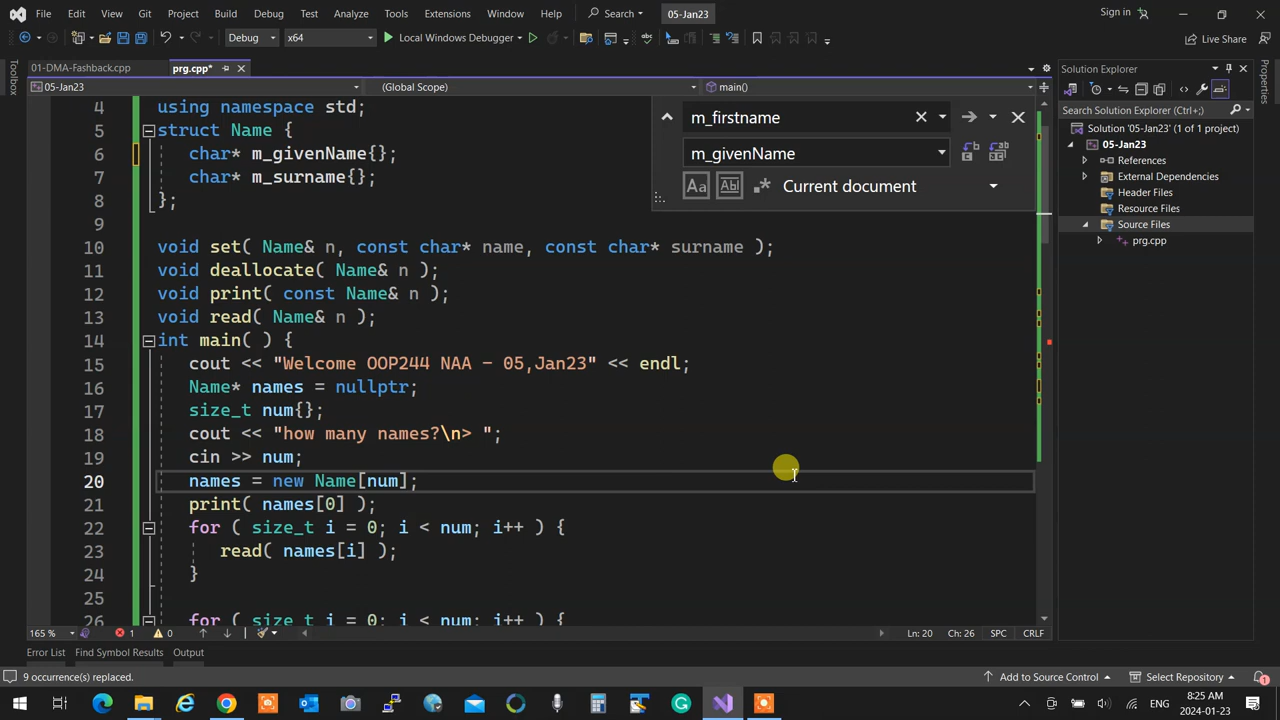 File Edit View Git Project Build Debug Test Analyze Tools Extensions Window Help Search 05-Jan23 Sign in
Debug x64 Local Windows Debugger Live Share
01-DMA-Fashback.cpp prg.cpp*
05-Jan23 (Global Scope) main()
Toolbox
4 using namespace std;
5 struct Name {
6 char* m_givenName{};
7 char* m_surname{};
8 };
9
10 void set( Name& n, const char* name, const char* surname );
11 void deallocate( Name& n );
12 void print( const Name& n );
13 void read( Name& n );
14 int main( ) {
15 cout << "Welcome OOP244 NAA - 05,Jan23" << endl;
16 Name* names = nullptr;
17 size_t num{};
18 cout << "how many names?\n> ";
19 cin >> num;
20 names = new Name[num];
21 print( names[0] );
22 for ( size_t i = 0; i < num; i++ ) {
23 read( names[i] );
24 }
25
26 for ( size_t i = 0; i < num; i++ ) {
m_firstname
m_givenName
Aa Abl .* Current document
Solution Explorer
Search Solution Explorer (Ctrl+;)
Solution '05-Jan23' (1 of 1 project)
05-Jan23
References
External Dependencies
Header Files
Resource Files
Source Files
prg.cpp
Properties
165 % 1 0 Ln: 20 Ch: 26 SPC CRLF
Error List Find Symbol Results Output
9 occurrence(s) replaced. Add to Source Control Select Repository 1
ENG 8:25 AM
2024-01-23